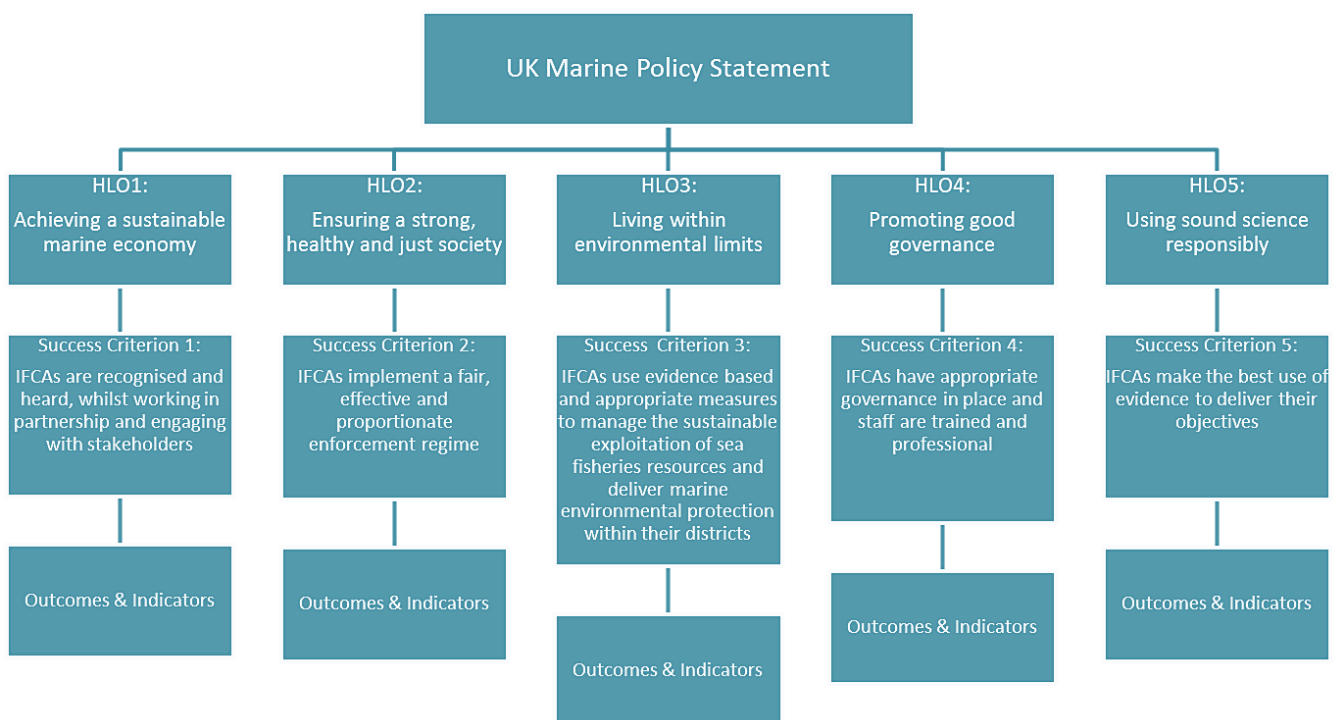 UK Marine Policy Statement
HLO1:
Achieving a sustainable
marine economy
HLO2:
Ensuring a strong,
healthy and just society
HLO3:
Living within
environmental limits
HLO4:
Promoting good
governance
HLO5:
Using sound science
responsibly
Success Criterion 1:
IFCAs are recognised and
heard, whilst working in
partnership and engaging
with stakeholders
Success Criterion 2:
IFCAs implement a fair,
effective and
proportionate
enforcement regime
Success Criterion 3:
IFCAs use evidence based
and appropriate measures
to manage the sustainable
exploitation of sea
fisheries resources and
deliver marine
environmental protection
within their districts
Success Criterion 4:
IFCAs have appropriate
governance in place and
staff are trained and
professional
Success Criterion 5:
IFCAs make the best use of
evidence to deliver their
objectives
Outcomes & Indicators
Outcomes & Indicators
Outcomes & Indicators
Outcomes & Indicators
Outcomes & Indicators